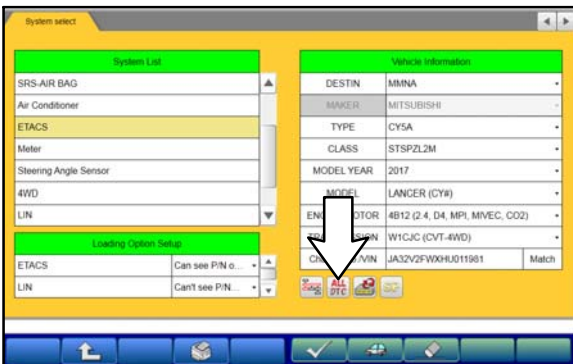 System select
System List
SRS-AIR BAG
Air Conditioner
ETACS
Meter
Steering Angle Sensor
4WD
LIN
Loading Option Setup
ETACS Can see P/N o...
LIN Can't see P/N...
Vehicle Information
DESTIN MMNA
MAKER MITSUBISHI
TYPE CY5A
CLASS STSPZL2M
MODEL YEAR 2017
MODEL LANCER (CY#)
OTOR 4B12 (2.4, D4, MPI, MIVEC, CO2)
W1CJC (CVT-4WD)
/VIN JA32V2FWXHU011981 Match
ALL DTC